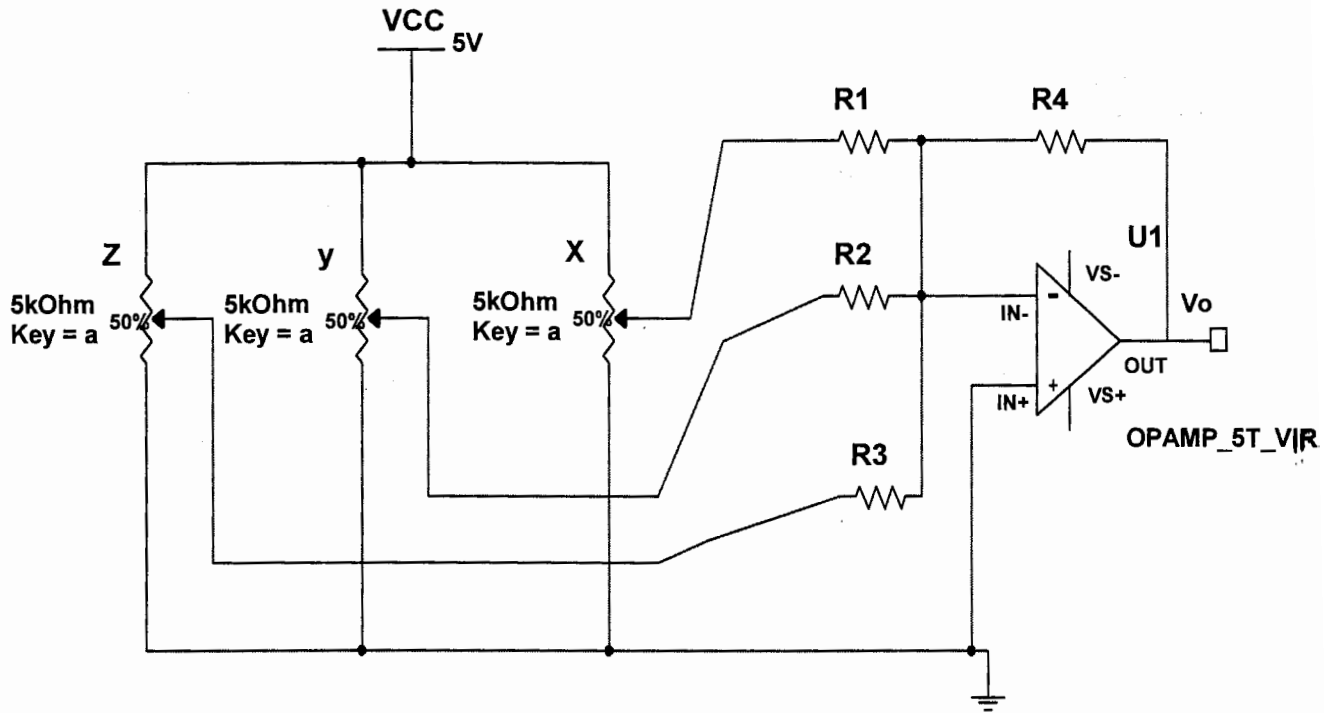 VCC
5V
R1
R4
Z
y
X
R2
U1
VS-
5kOhm
Key = a
50%
5kOhm
Key = a
50%
5kOhm
Key = a
50%
-
IN-
Vo
OUT
+
IN+
VS+
OPAMP_5T_VIR
R3